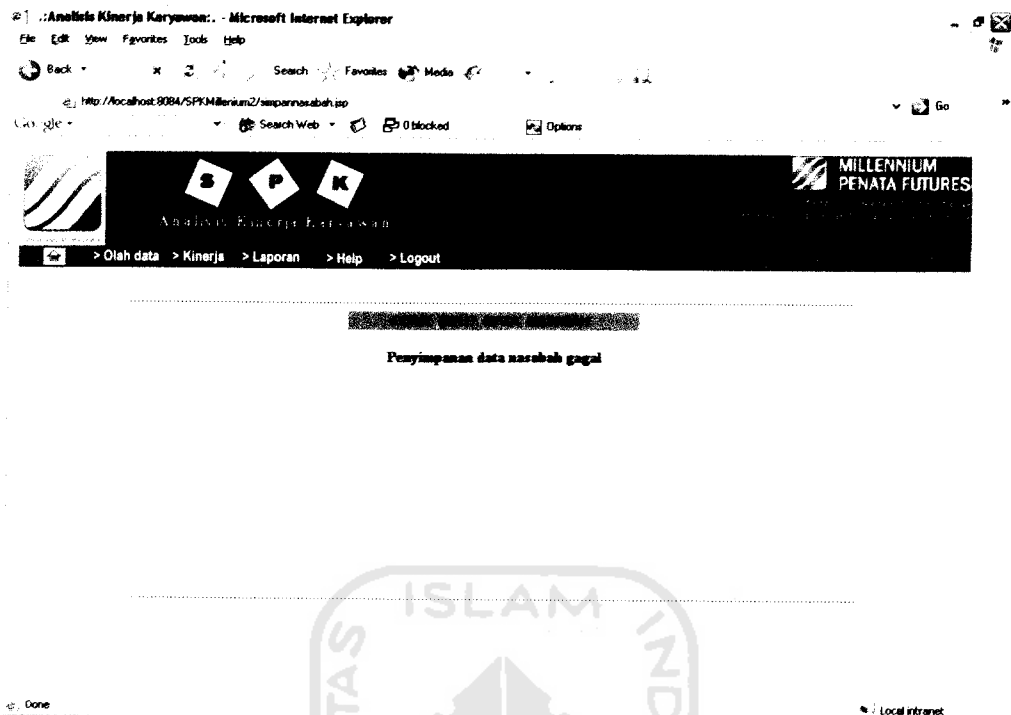 .:Analisis Kinerja Karyawan:. - Microsoft Internet Explorer
File Edit View Favorites Tools Help
Back Search Favorites Media
http://localhost:8084/SPKMillenium2/simpannasabah.jsp Go
Google Search Web 0 blocked Options
S P K
MILLENNIUM
PENATA FUTURES
Analisis Kinerja Karyawan
> Olah data > Kinerja > Laporan > Help > Logout
Penyimpanan data nasabah gagal
ISLAM
Done Local intranet